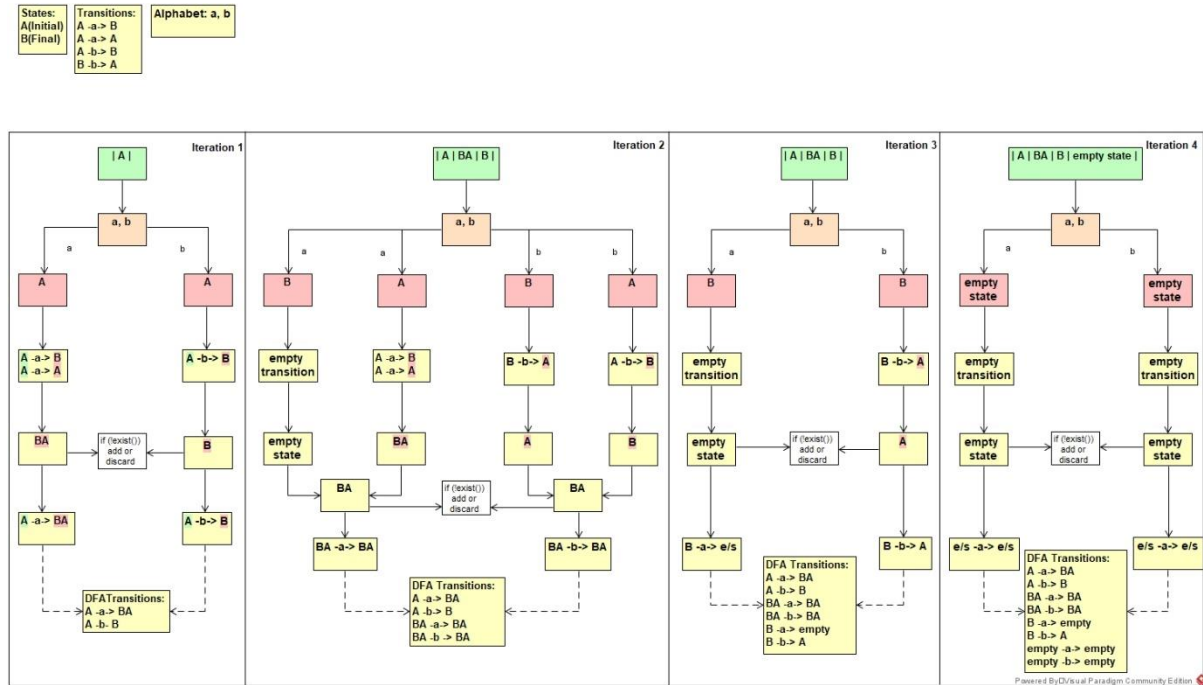 States:
A(Initial)
B(Final)
Transitions:
A -a-> B
A -a-> A
A -b-> B
B -b-> A
Alphabet: a, b
Iteration 1
| A |
a, b
a
b
A
A
A -a-> B
A -a-> A
A -b-> B
BA
if (!exist())
add or
discard
B
A -a-> BA
A -b-> B
DFATransitions:
A -a-> BA
A -b- B
Iteration 2
| A | BA | B |
a, b
a
a
b
b
B
A
B
A
empty
transition
A -a-> B
A -a-> A
B -b-> A
A -b-> B
empty
state
BA
A
B
BA
if (!exist())
add or
discard
BA
BA -a-> BA
BA -b-> BA
DFA Transitions:
A -a-> BA
A -b-> B
BA -a-> BA
BA -b -> BA
Iteration 3
| A | BA | B |
a, b
a
b
B
B
empty
transition
B -b-> A
empty
state
if (!exist())
add or
discard
A
B -a-> e/s
B -b-> A
DFA Transitions:
A -a-> BA
A -b-> B
BA -a-> BA
BA -b-> BA
B -a-> empty
B -b-> A
Iteration 4
| A | BA | B | empty state |
a, b
a
b
empty
state
empty
state
empty
transition
empty
transition
empty
state
if (!exist())
add or
discard
empty
state
e/s -a-> e/s
e/s -a-> e/s
DFA Transitions:
A -a-> BA
A -b-> B
BA -a-> BA
BA -b-> BA
B -a-> empty
B -b-> A
empty -a-> empty
empty -b-> empty
Powered By Visual Paradigm Community Edition